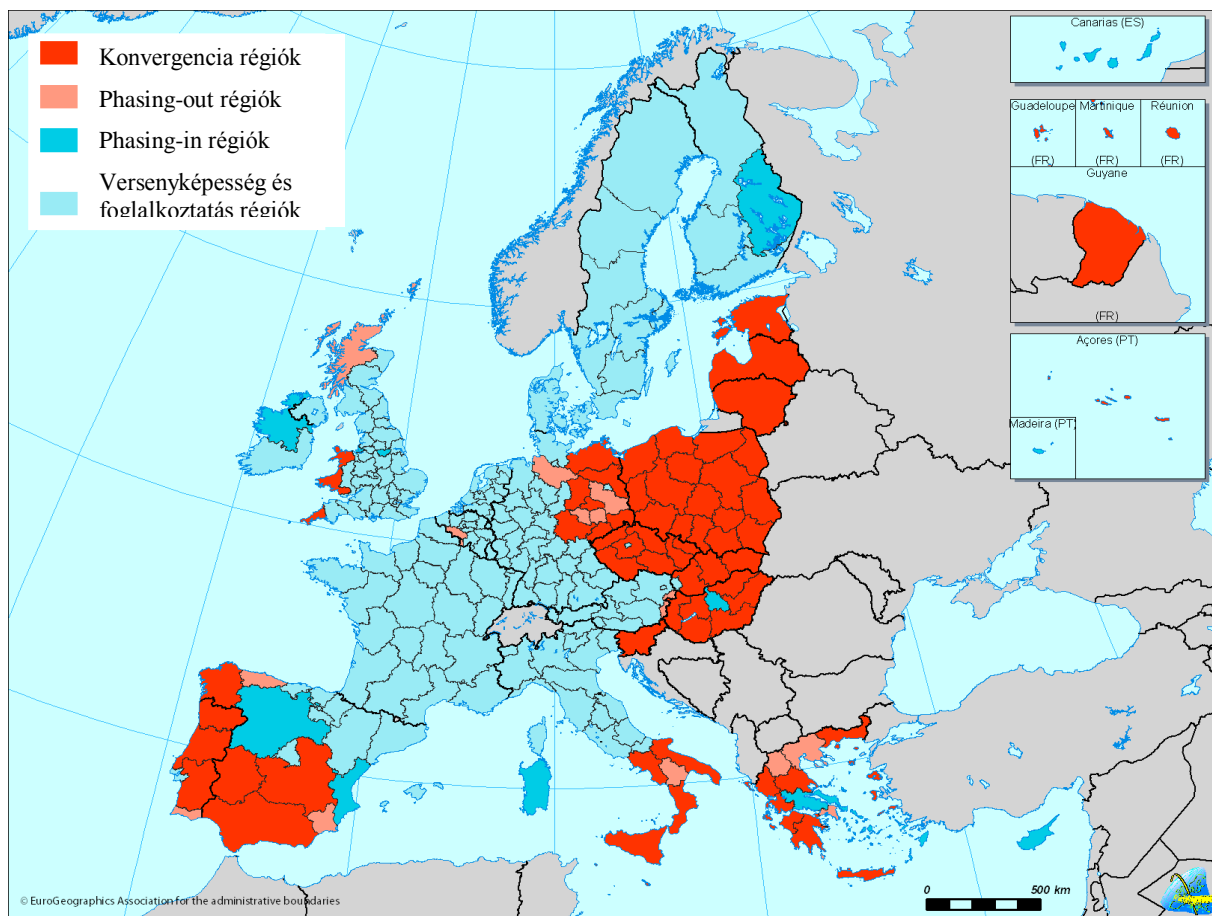 Konvergencia régiók
Phasing-out régiók
Phasing-in régiók
Versenyképesség és
foglalkoztatás régiók
Canarias (ES)
Guadeloupe
Martinique
Réunion
(FR)
(FR)
(FR)
Guyane
(FR)
Açores (PT)
Madeira (PT)
0
500 km
© EuroGeographics Association for the administrative boundaries